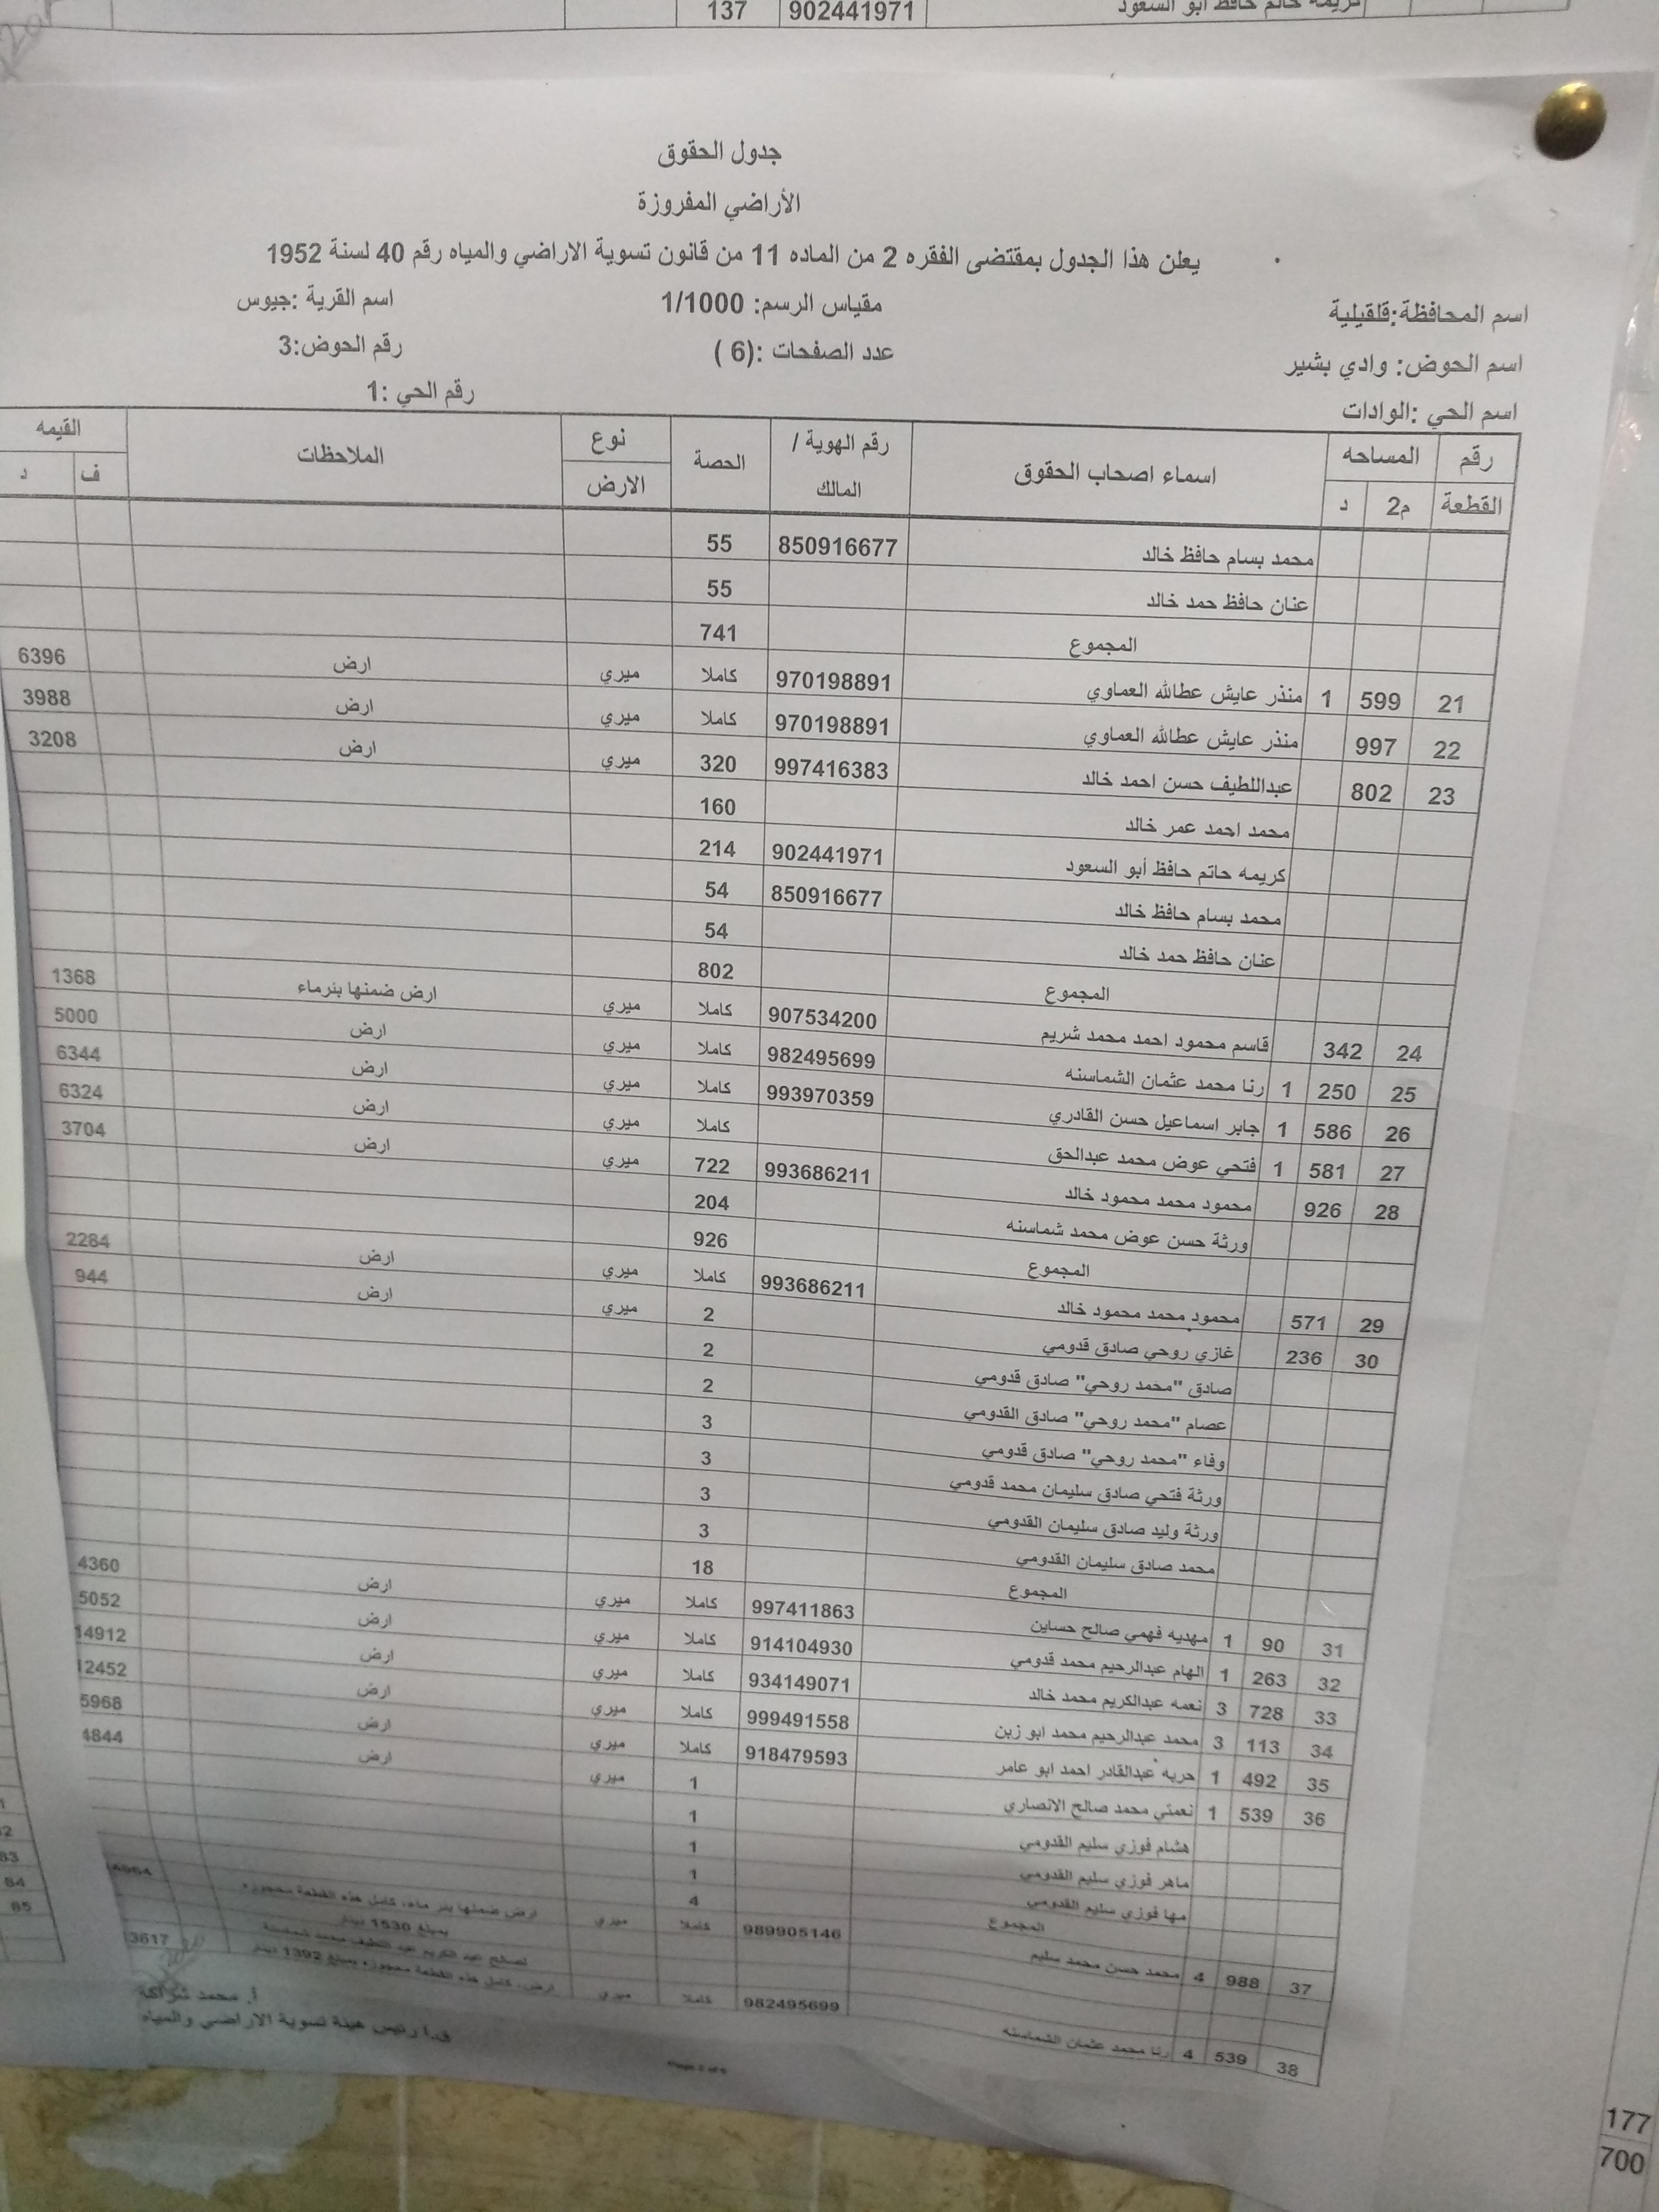 137 902441971 كريمه حاتم حافظ ابو السعود
جدول الحقوق
الأراضي المفروزة
يعلن هذا الجدول بمقتضى الفقره 2 من الماده 11 من قانون تسوية الاراضي والمياه رقم 40 لسنة 1952
اسم المحافظة:قلقيلية مقياس الرسم: 1/1000 اسم القرية :جيوس
اسم الحوض: وادي بشير عدد الصفحات :(6 ) رقم الحوض:3
اسم الحي :الوادات رقم الحي :1
رقم القطعة المساحه م2 د اسماء اصحاب الحقوق رقم الهوية / المالك الحصة نوع الارض الملاحظات القيمه ف د
محمد بسام حافظ خالد 850916677 55
عنان حافظ حمد خالد 55
المجموع 741
21 599 1 منذر عايش عطالله العماوي 970198891 كاملا ميري ارض 6396
22 997 منذر عايش عطالله العماوي 970198891 كاملا ميري ارض 3988
23 802 عبداللطيف حسن احمد خالد 997416383 320 ميري ارض 3208
محمد احمد عمر خالد 160
كريمه حاتم حافظ أبو السعود 902441971 214
محمد بسام حافظ خالد 850916677 54
عنان حافظ حمد خالد 54
المجموع 802
24 342 قاسم محمود احمد محمد شريم 907534200 كاملا ميري ارض ضمنها بئرماء 1368
25 250 1 رنا محمد عثمان الشماسنه 982495699 كاملا ميري ارض 5000
26 586 1 جابر اسماعيل حسن القادري 993970359 كاملا ميري ارض 6344
27 581 1 فتحي عوض محمد عبدالحق كاملا ميري ارض 6324
28 926 محمود محمد محمود خالد 993686211 722 ميري ارض 3704
ورثة حسن عوض محمد شماسنه 204
المجموع 926
29 571 محمود محمد محمود خالد 993686211 كاملا ميري ارض 2284
30 236 غازي روحي صادق قدومي 2 ميري ارض 944
صادق "محمد روحي" صادق قدومي 2
عصام "محمد روحي" صادق القدومي 2
وفاء "محمد روحي" صادق قدومي 3
ورثة فتحي صادق سليمان محمد قدومي 3
ورثة وليد صادق سليمان القدومي 3
محمد صادق سليمان القدومي 3
المجموع 18
31 90 1 مهديه فهمي صالح حساين 997411863 كاملا ميري ارض 4360
32 263 1 الهام عبدالرحيم محمد قدومي 914104930 كاملا ميري ارض 5052
33 728 3 نعمه عبدالكريم محمد خالد 934149071 كاملا ميري ارض 14912
34 113 3 محمد عبدالرحيم محمد ابو زين 999491558 كاملا ميري ارض 12452
35 492 1 حربه عبدالقادر احمد ابو عامر 918479593 كاملا ميري ارض 5968
36 539 1 نعمتي محمد صالح الانصاري 1 ميري ارض 4844
هشام فوزي سليم القدومي 1
ماهر فوزي سليم القدومي 1
مها فوزي سليم القدومي 1
المجموع 4
37 988 4 محمد حسن محمد سليم 989905146 كاملا ميري ارض ضمنها بئر ماء، كامل هذه القطعة محجوزه
بمبلغ 1530 دينار
لصالح عبد الكريم عبد اللطيف محمد شماسنة
38 539 4 رنا محمد عثمان الشماسنه 982495699 كاملا ميري ارض، كامل هذه القطعة محجوزه بمبلغ 1392 دينار 3617
أ. محمد شراكة
ق.ا رئيس هيئة تسوية الاراضي والمياه
83
84
85
177
700